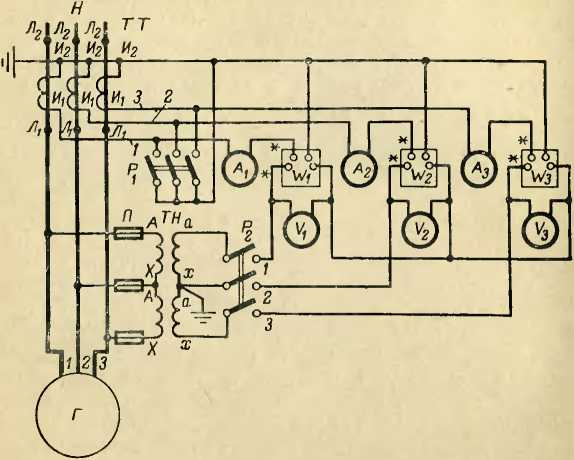 Н ТТ
Л₂ Л₂ Л₂
И₂ И₂ И₂
И₁ И₁ И₁ 3 2
Л₁ Л₁ Л₁ 1
* * * * * *
Р₁ А₁ W1 А₂ W2 А₃ W3
П А ТН а Р₂ V₁ V₂ V₃
Х х 1
А а 2
3
Х х
1 2 3
Г